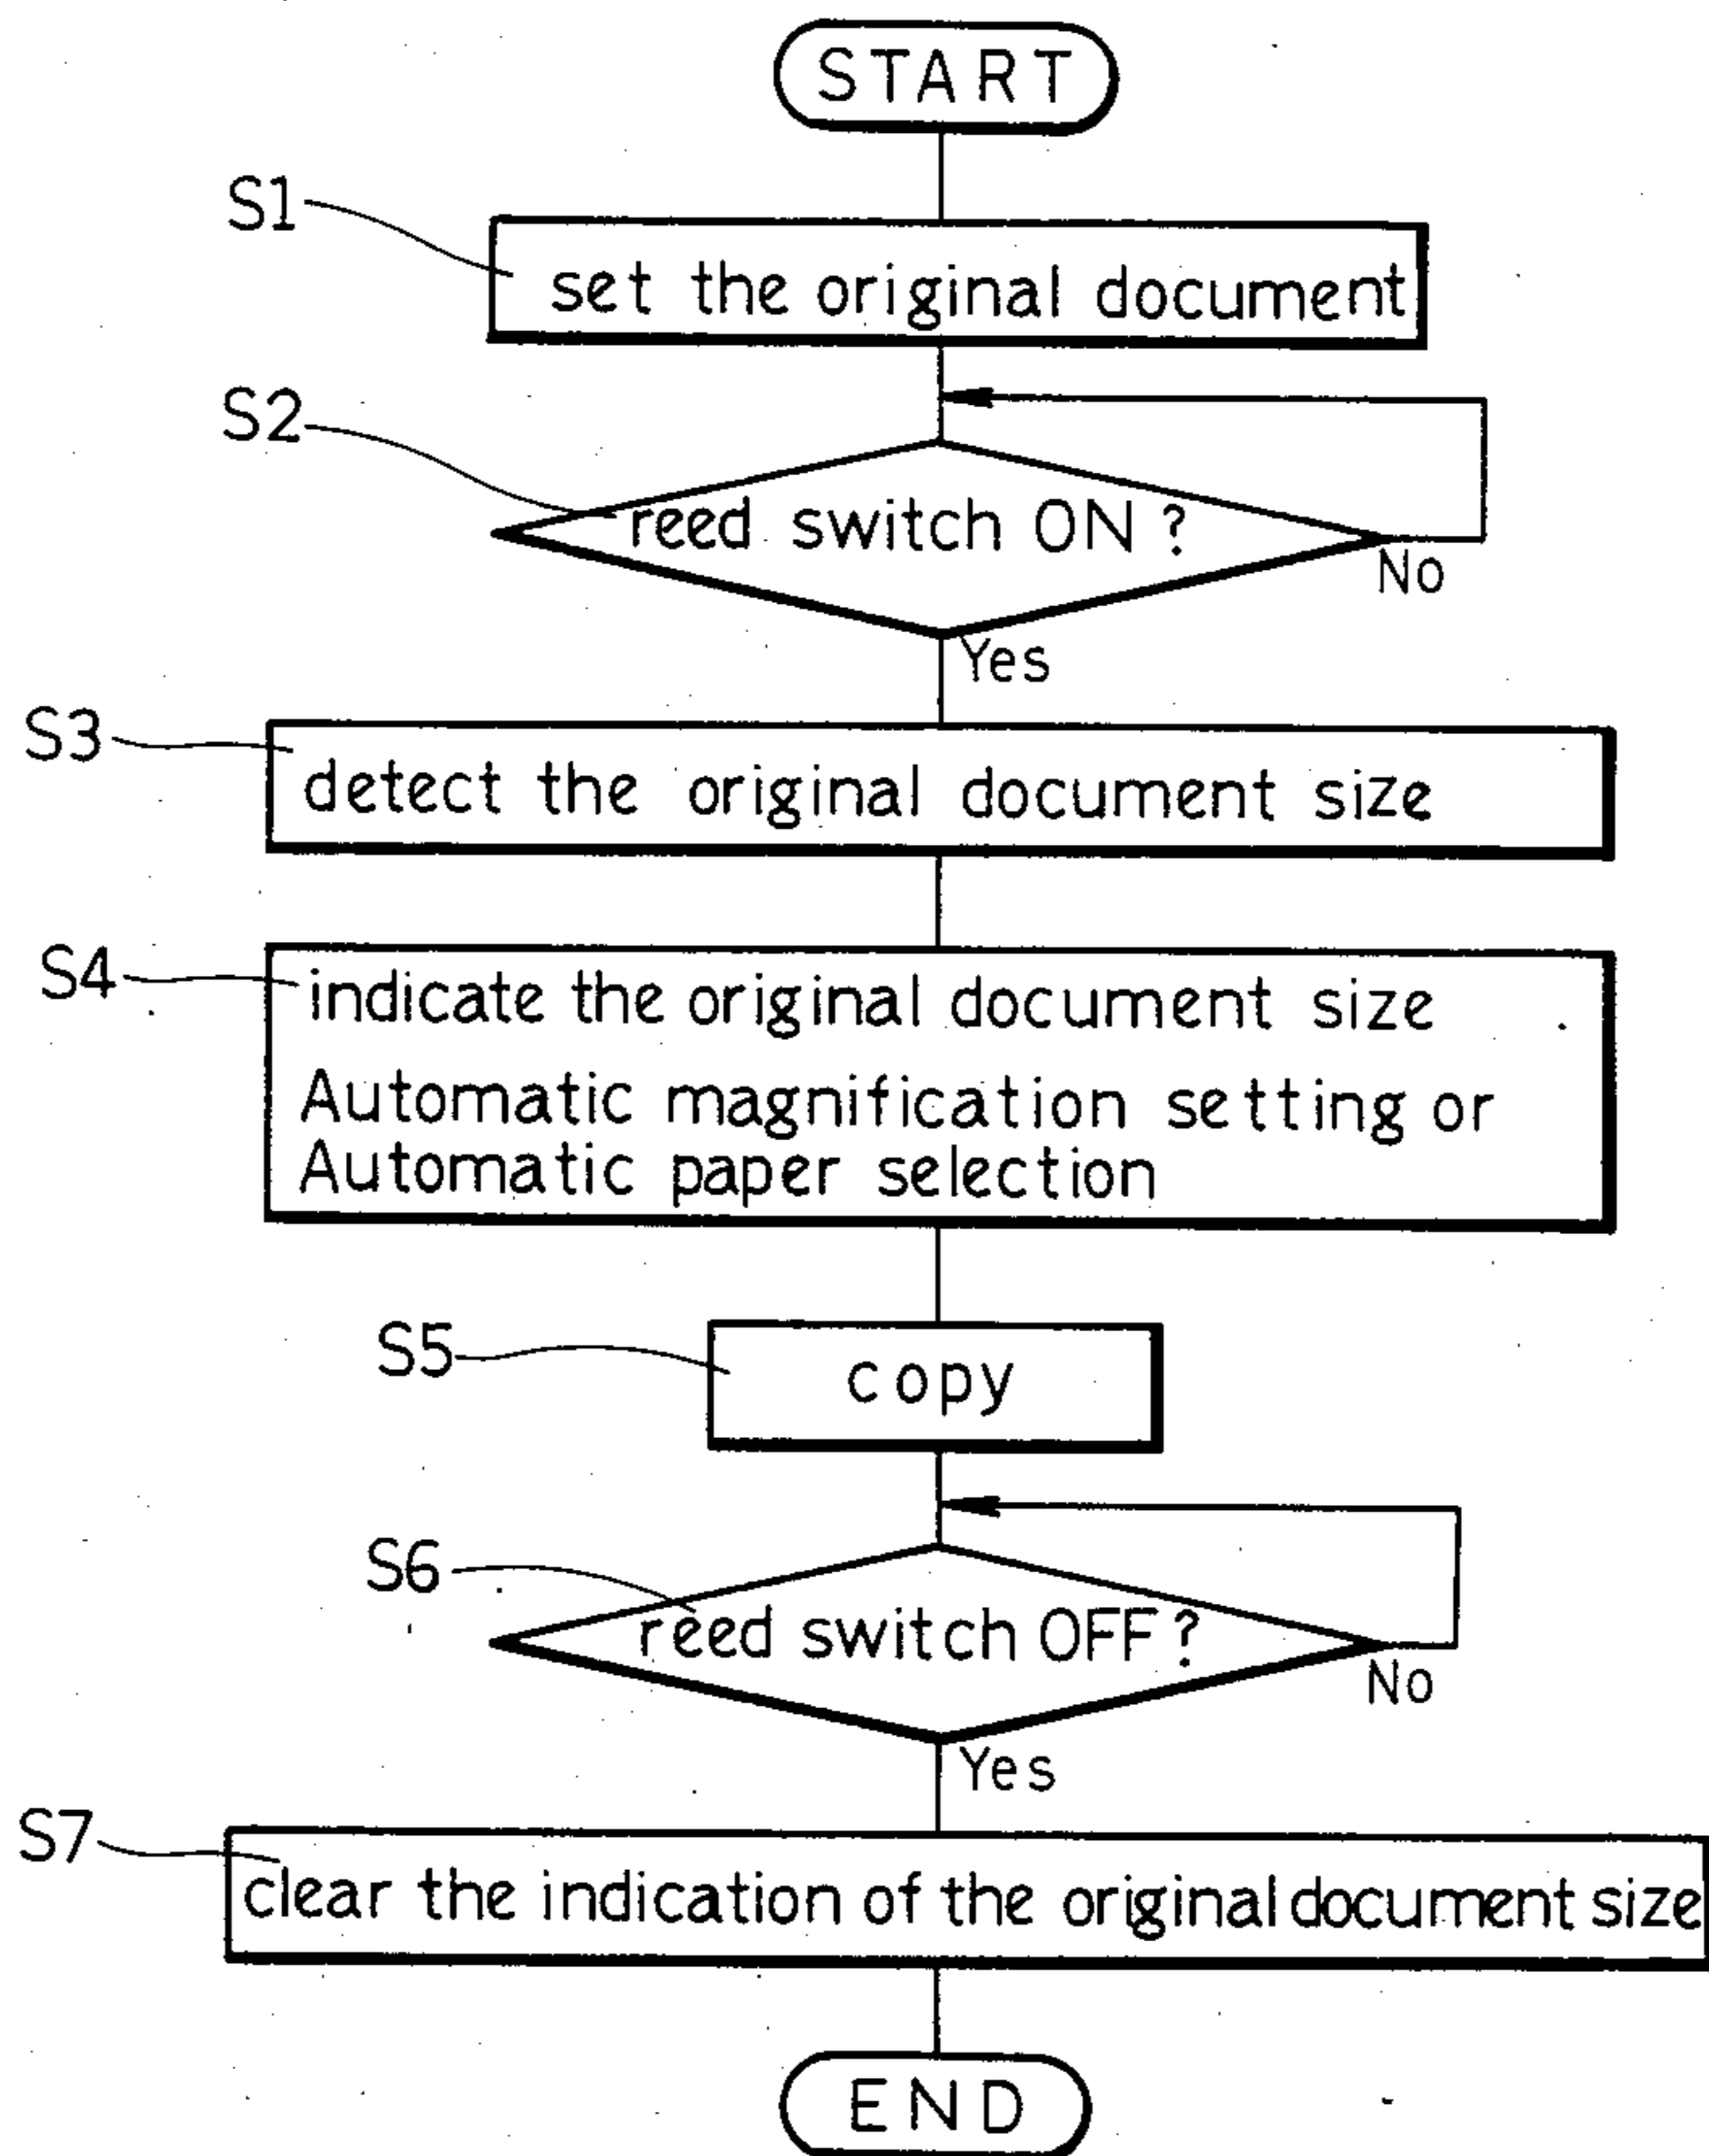 START
S1
set the original document
S2
reed switch ON ?
No
Yes
S3
detect the original document size
S4
indicate the original document size
Automatic magnification setting or
Automatic paper selection
S5
copy
S6
reed switch OFF ?
No
Yes
S7
clear the indication of the original document size
END